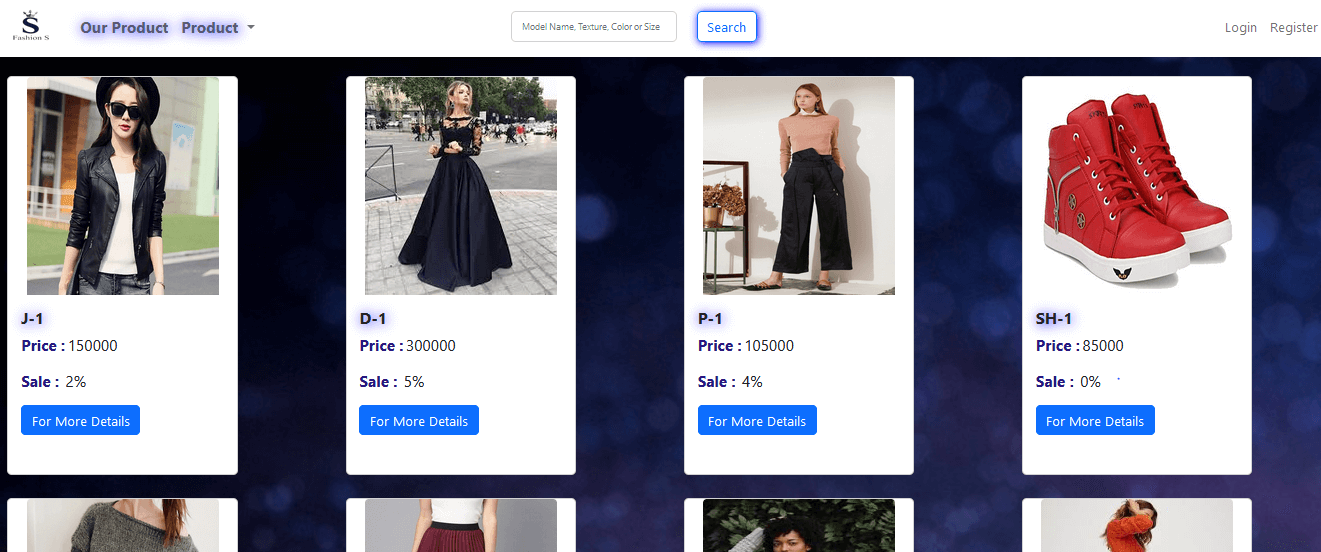 S
Fashion S
Our Product Product
Model Name, Texture, Color or Size
Search
Login Register
J-1
Price : 150000
Sale : 2%
For More Details
D-1
Price : 300000
Sale : 5%
For More Details
P-1
Price : 105000
Sale : 4%
For More Details
SH-1
Price : 85000
Sale : 0%
For More Details